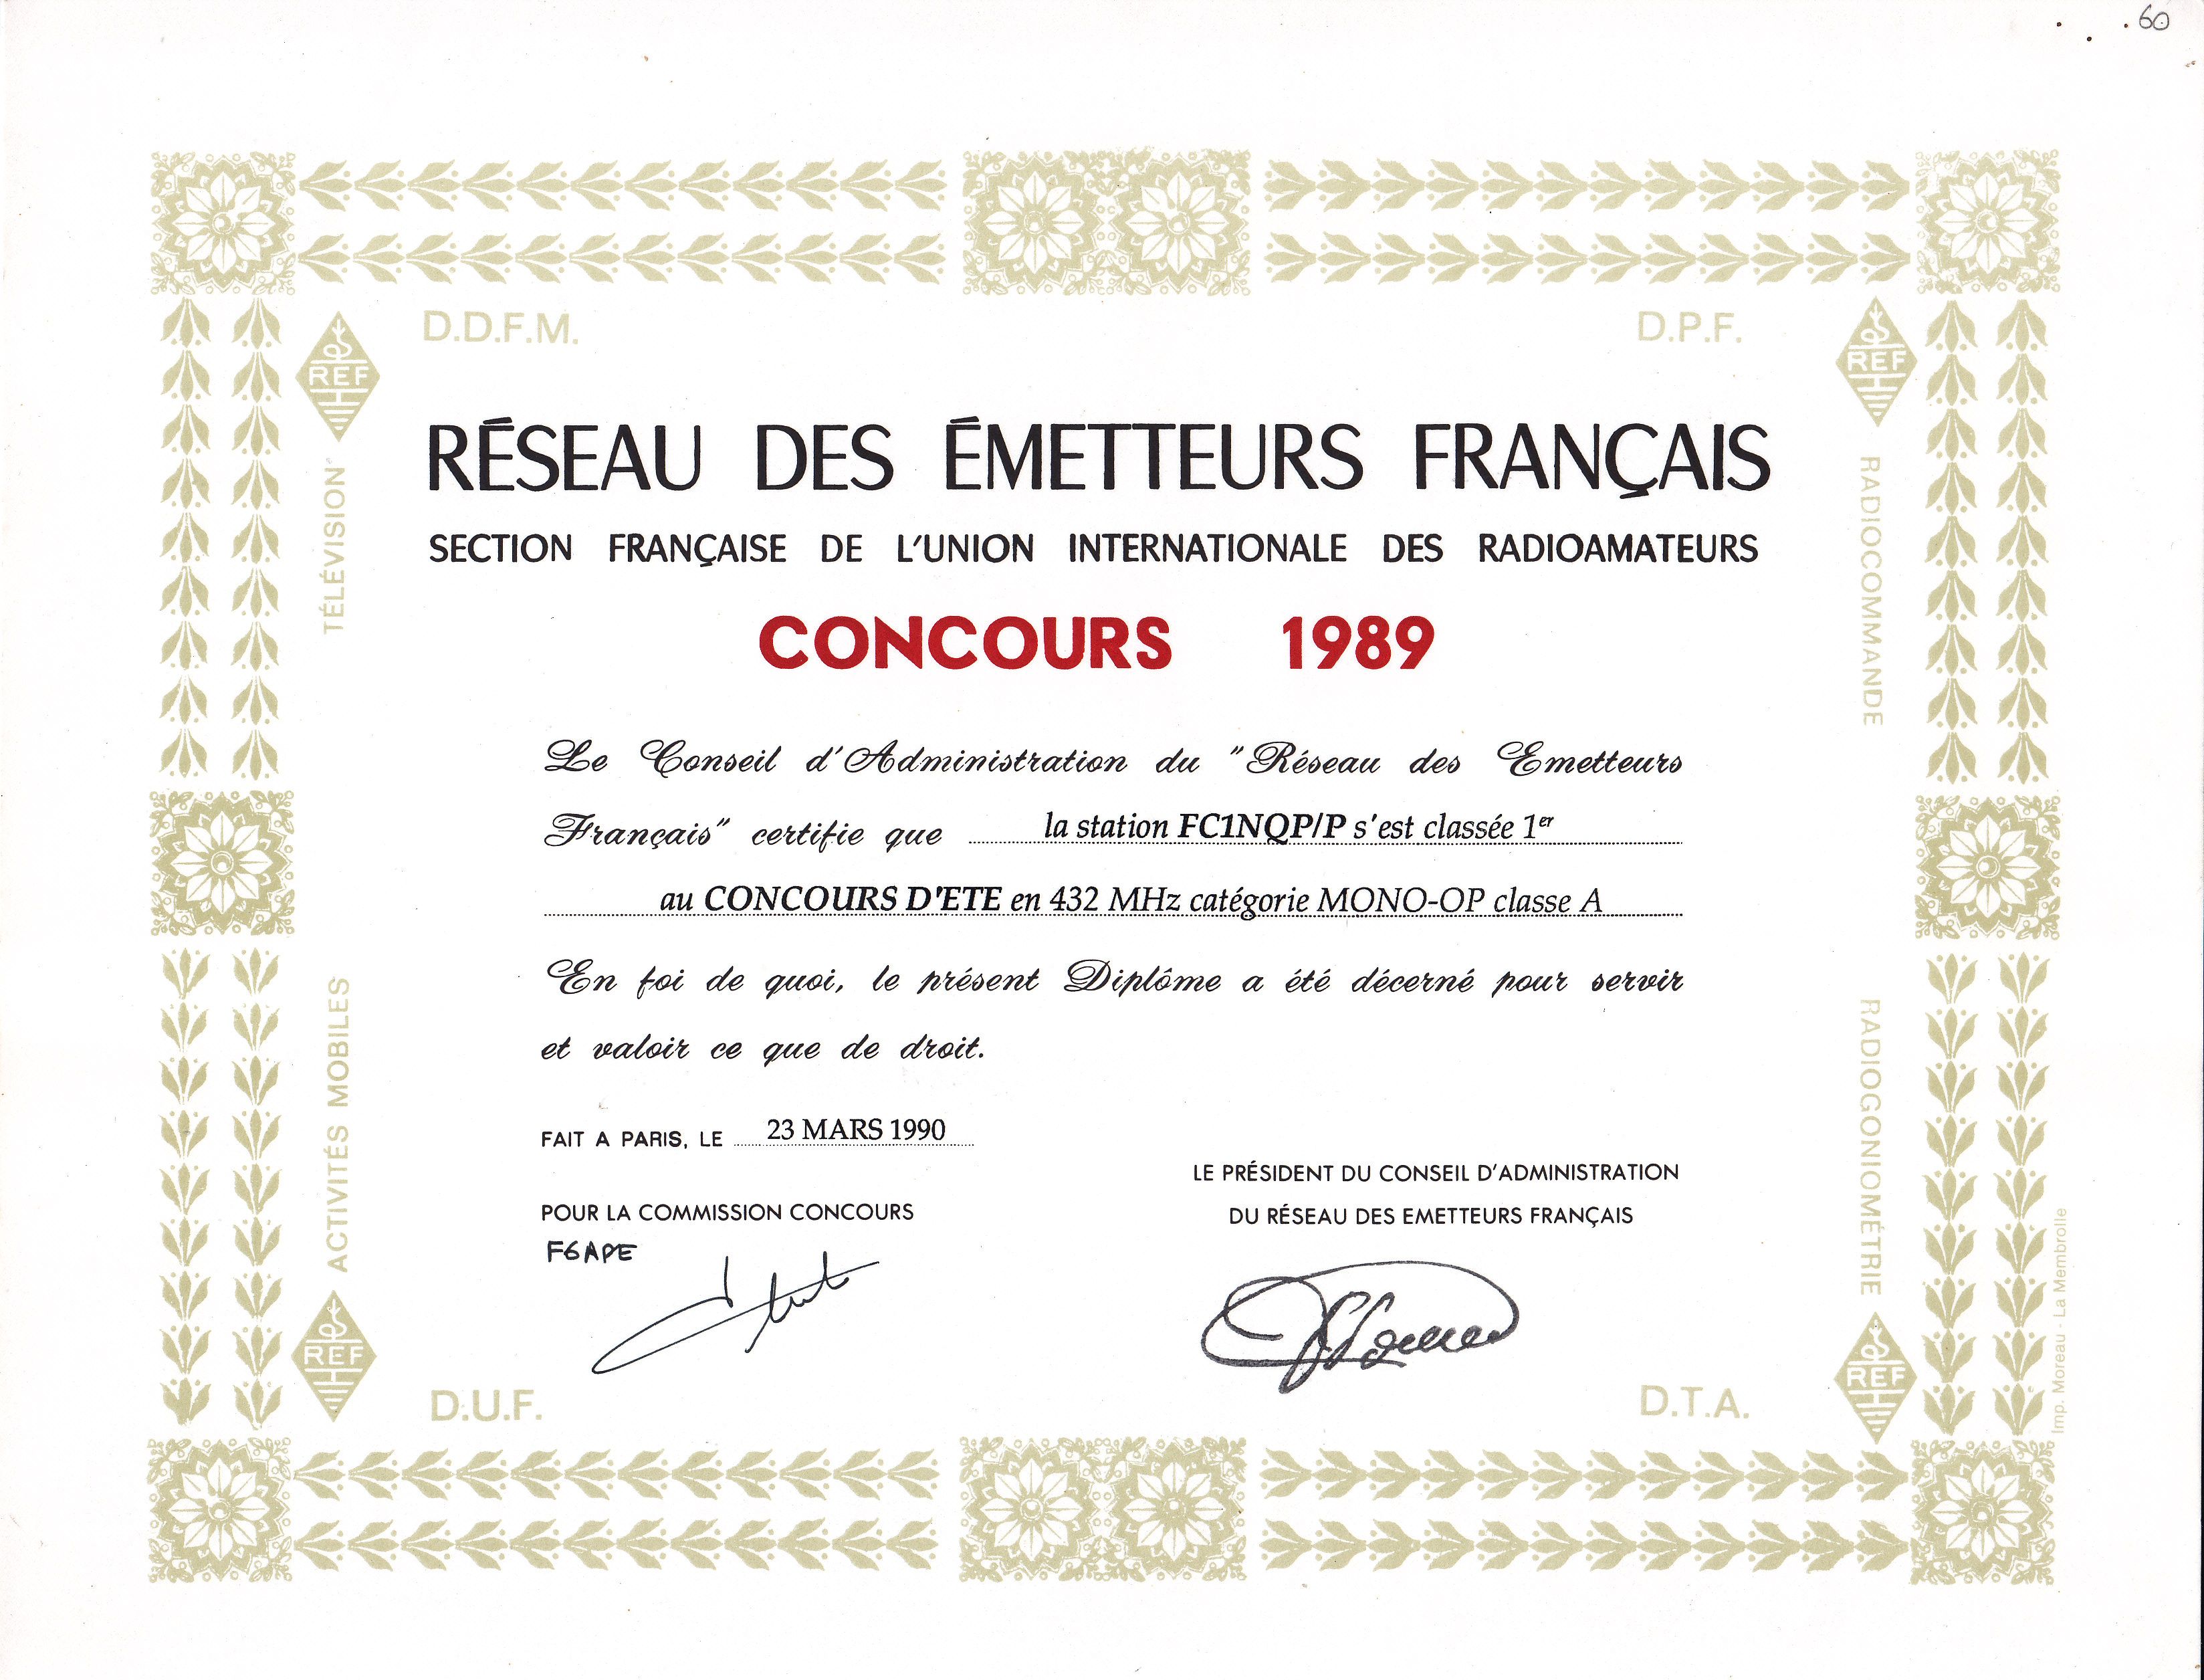 60
D.D.F.M.
D.P.F.
REF
REF
TÉLÉVISION
RADIOCOMMANDE
RÉSEAU DES ÉMETTEURS FRANÇAIS
SECTION FRANÇAISE DE L'UNION INTERNATIONALE DES RADIOAMATEURS
CONCOURS 1989
Le Conseil d'Administration du "Réseau des Emetteurs
Français" certifie que la station FC1NQP/P s'est classée 1er
au CONCOURS D'ETE en 432 MHz catégorie MONO-OP classe A
En foi de quoi, le présent Diplôme a été décerné pour servir
et valoir ce que de droit.
ACTIVITÉS MOBILES
RADIOGONIOMÉTRIE
FAIT A PARIS, LE 23 MARS 1990
LE PRÉSIDENT DU CONSEIL D'ADMINISTRATION
DU RÉSEAU DES EMETTEURS FRANÇAIS
POUR LA COMMISSION CONCOURS
F6APE
REF
REF
D.U.F.
D.T.A.
Imp. Moreau - La Membrolle